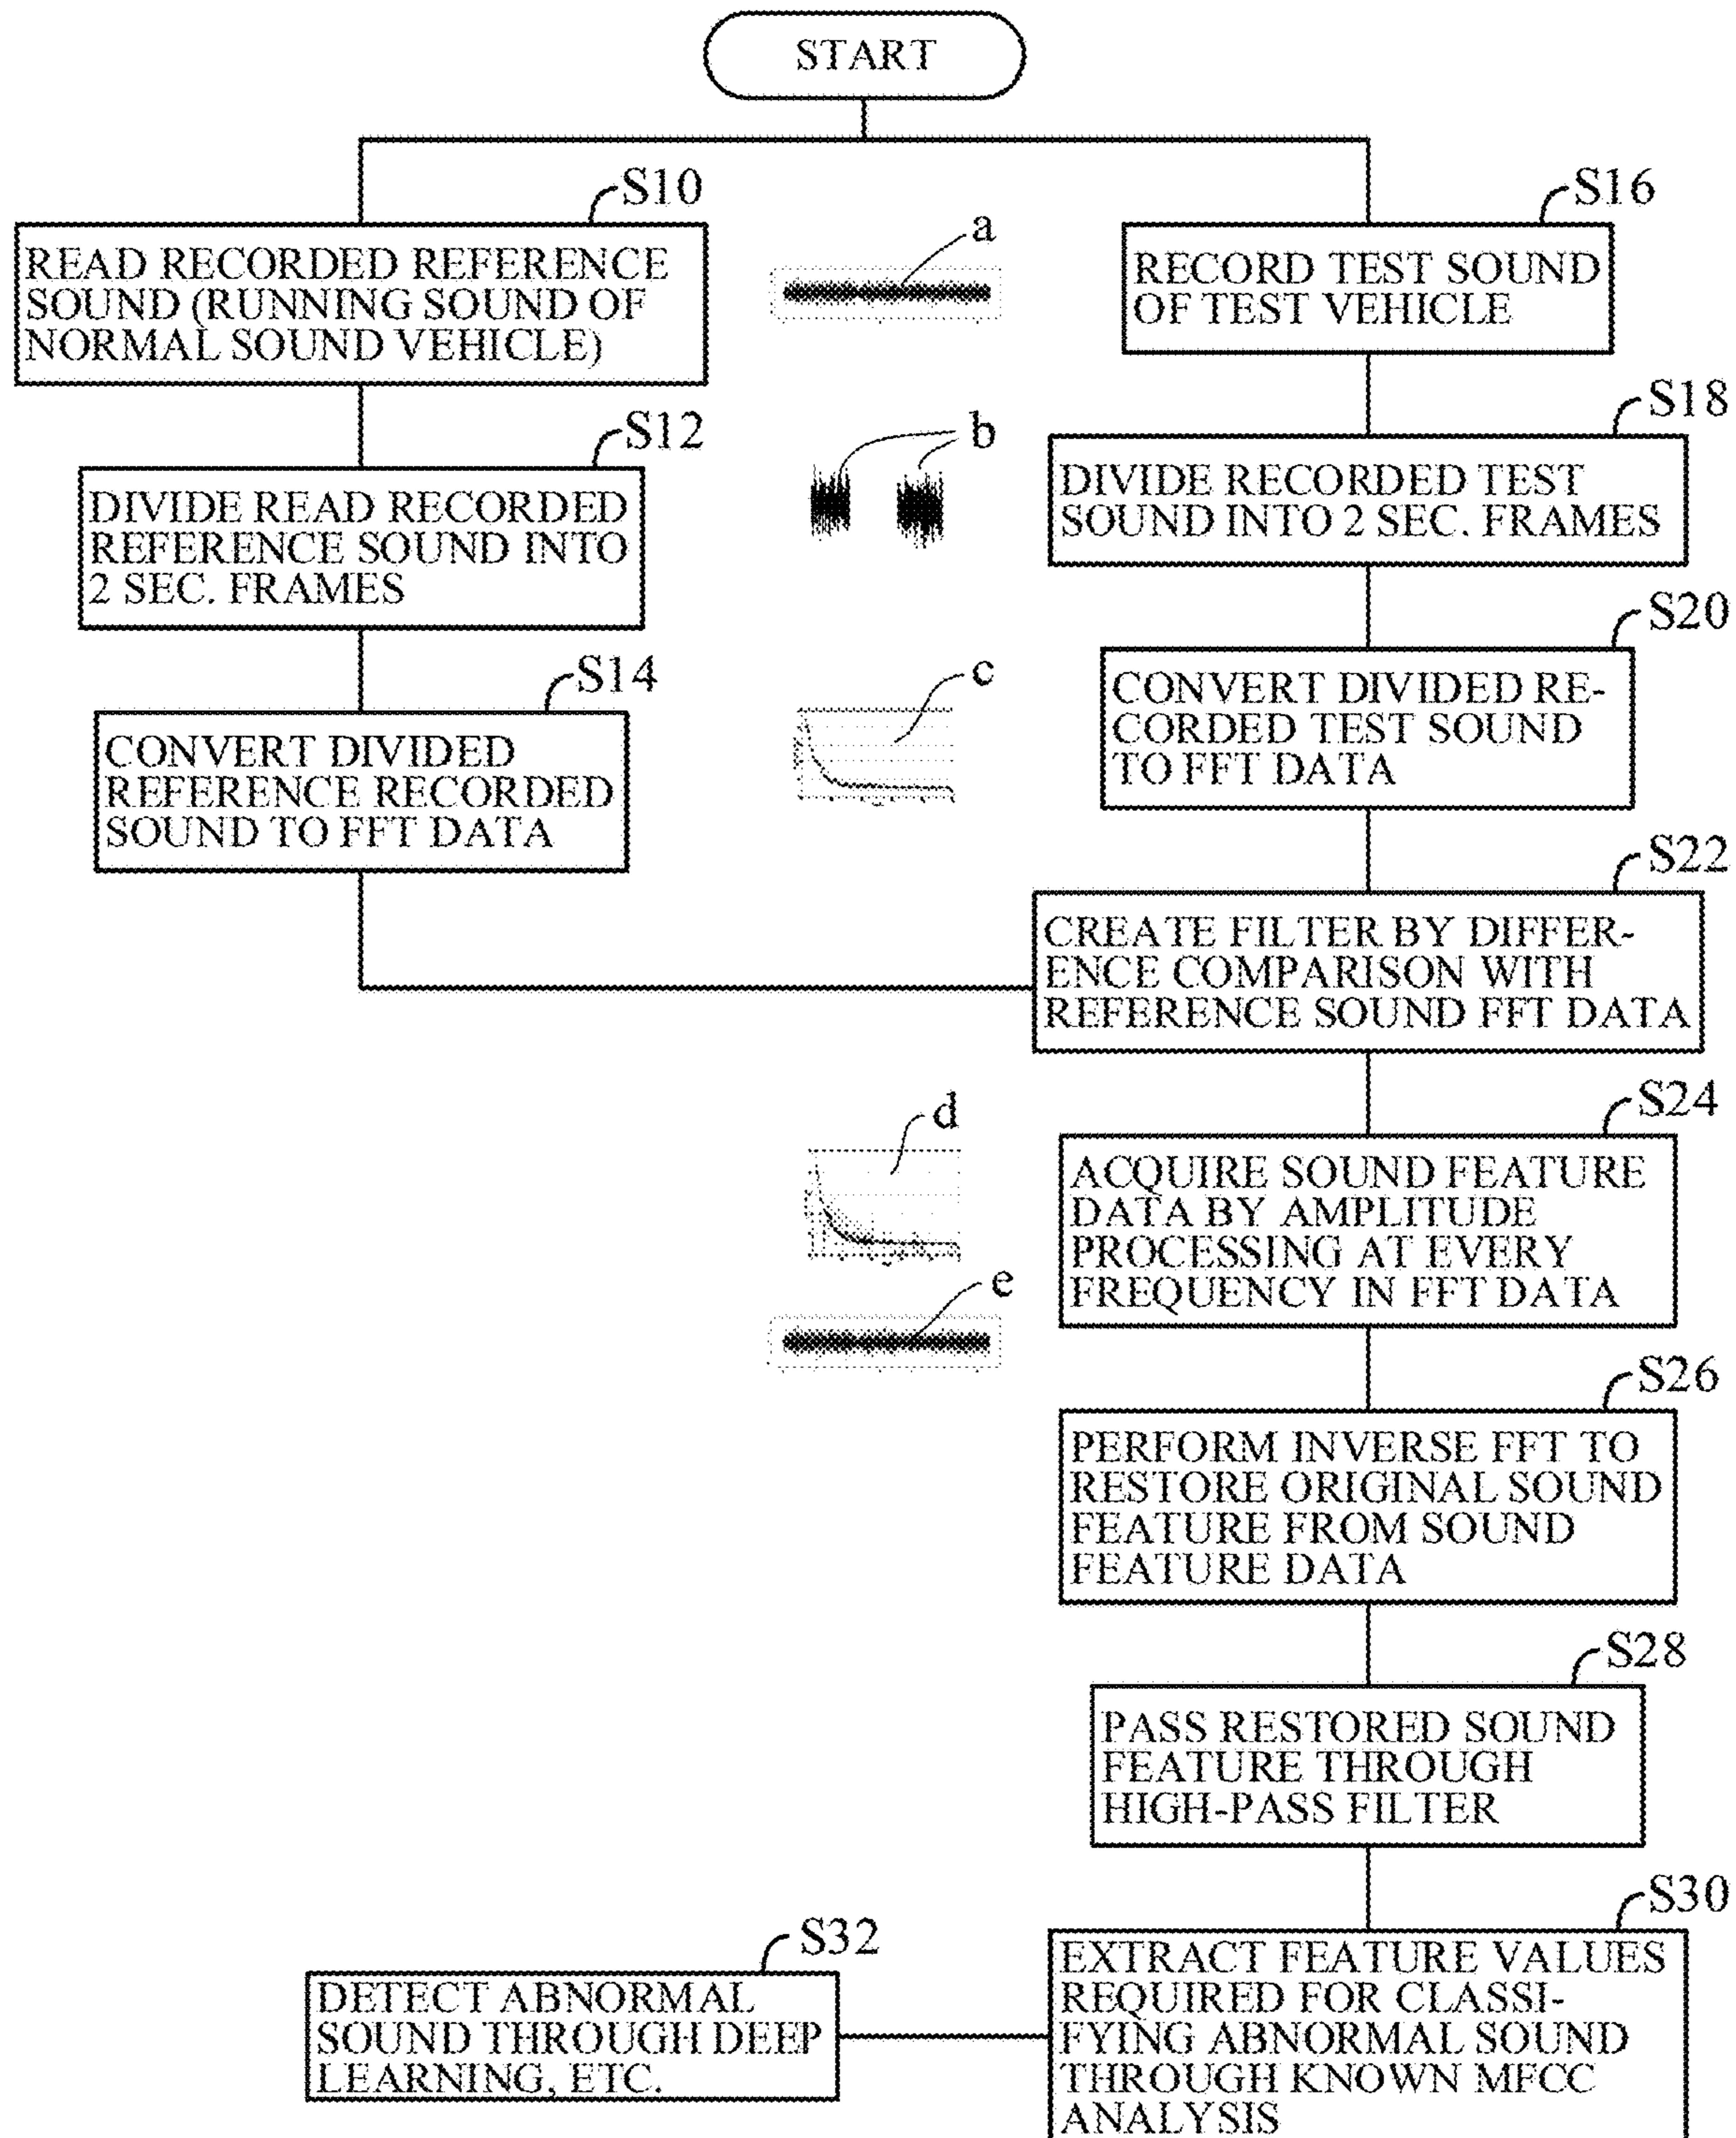 START
S10
READ RECORDED REFERENCE
SOUND (RUNNING SOUND OF
NORMAL SOUND VEHICLE)
S12
DIVIDE READ RECORDED
REFERENCE SOUND INTO
2 SEC. FRAMES
S14
CONVERT DIVIDED
REFERENCE RECORDED
SOUND TO FFT DATA
a
b
c
d
e
S16
RECORD TEST SOUND
OF TEST VEHICLE
S18
DIVIDE RECORDED TEST
SOUND INTO 2 SEC. FRAMES
S20
CONVERT DIVIDED RE-
CORDED TEST SOUND
TO FFT DATA
S22
CREATE FILTER BY DIFFER-
ENCE COMPARISON WITH
REFERENCE SOUND FFT DATA
S24
ACQUIRE SOUND FEATURE
DATA BY AMPLITUDE
PROCESSING AT EVERY
FREQUENCY IN FFT DATA
S26
PERFORM INVERSE FFT TO
RESTORE ORIGINAL SOUND
FEATURE FROM SOUND
FEATURE DATA
S28
PASS RESTORED SOUND
FEATURE THROUGH
HIGH-PASS FILTER
S30
EXTRACT FEATURE VALUES
REQUIRED FOR CLASSI-
FYING ABNORMAL SOUND
THROUGH KNOWN MFCC
ANALYSIS
S32
DETECT ABNORMAL
SOUND THROUGH DEEP
LEARNING, ETC.